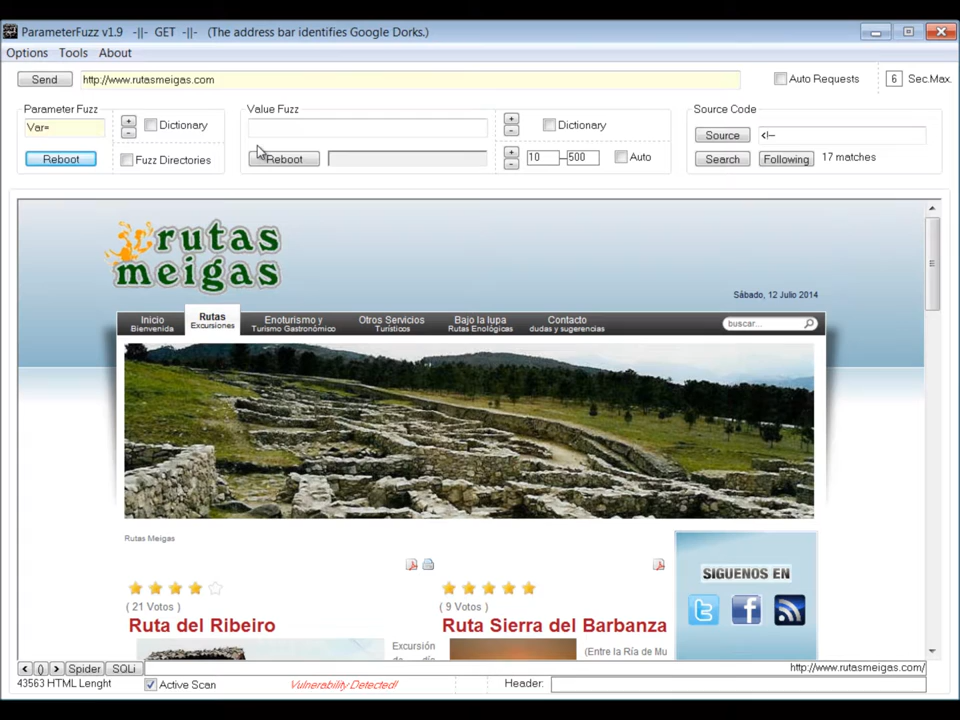 ParameterFuzz v1.9 -||- GET -||- (The address bar identifies Google Dorks.)
Options Tools About
Send http://www.rutasmeigas.com Auto Requests 6 Sec.Max.
Parameter Fuzz Value Fuzz Source Code
Var= + - Dictionary + - Dictionary Source <!--
Reboot Fuzz Directories Reboot + - 10 -- 500 Auto Search Following 17 matches
rutas
meigas
Sábado, 12 Julio 2014
Inicio Rutas Enoturismo y Otros Servicios Bajo la lupa Contacto buscar...
Bienvenida Excursiones Turismo Gastronómico Turísticos Rutas Enológicas dudas y sugerencias
Rutas Meigas
SIGUENOS EN
( 21 Votos ) ( 9 Votos )
Ruta del Ribeiro Ruta Sierra del Barbanza
Excursión (Entre la Ría de Mu
< () > Spider SQLi http://www.rutasmeigas.com/
43563 HTML Lenght Active Scan Vulnerability Detected! Header: